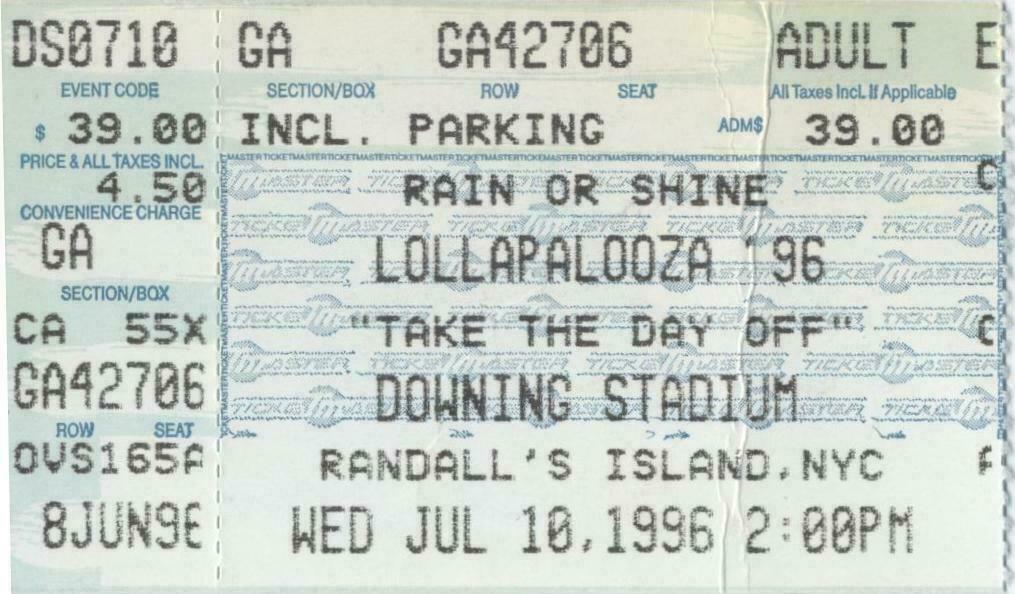 DS0710 GA GA42706 ADULT E
EVENT CODE SECTION/BOX ROW SEAT All Taxes Incl. If Applicable
$ 39.00 INCL. PARKING ADM$ 39.00
PRICE & ALL TAXES INCL.
4.50 RAIN OR SHINE C
CONVENIENCE CHARGE
GA LOLLAPALOOZA '96
SECTION/BOX
CA 55X "TAKE THE DAY OFF" C
GA42706 DOWNING STADIUM
ROW SEAT
OVS165A RANDALL'S ISLAND,NYC
8JUN96 WED JUL 10,1996 2:00PM